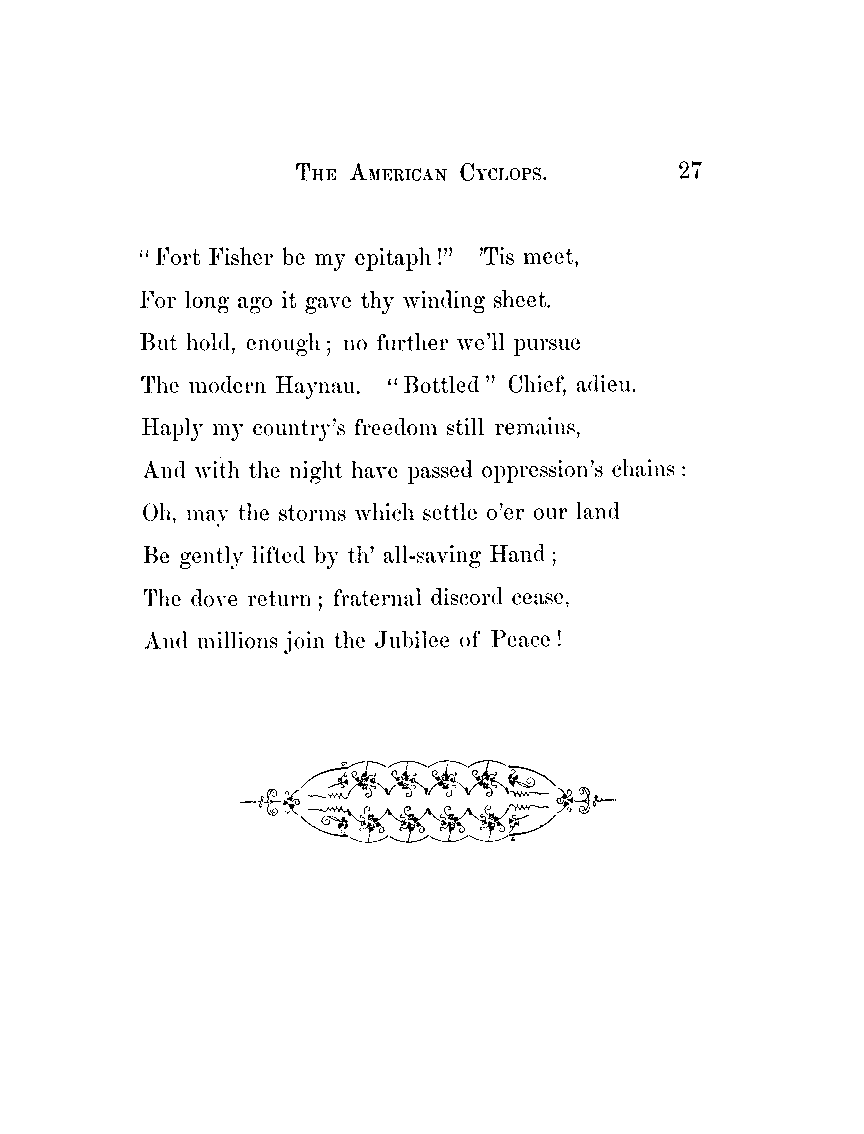 THE AMERICAN CYCLOPS. 27
“Fort Fisher be my epitaph!” ’Tis meet,
For long ago it gave thy winding sheet.
But hold, enough; no further we’ll pursue
The modern Haynau. “Bottled” Chief, adieu.
Haply my country’s freedom still remains,
And with the night have passed oppression’s chains:
Oh, may the storms which settle o’er our land
Be gently lifted by th’ all-saving Hand;
The dove return; fraternal discord cease,
And millions join the Jubilee of Peace!